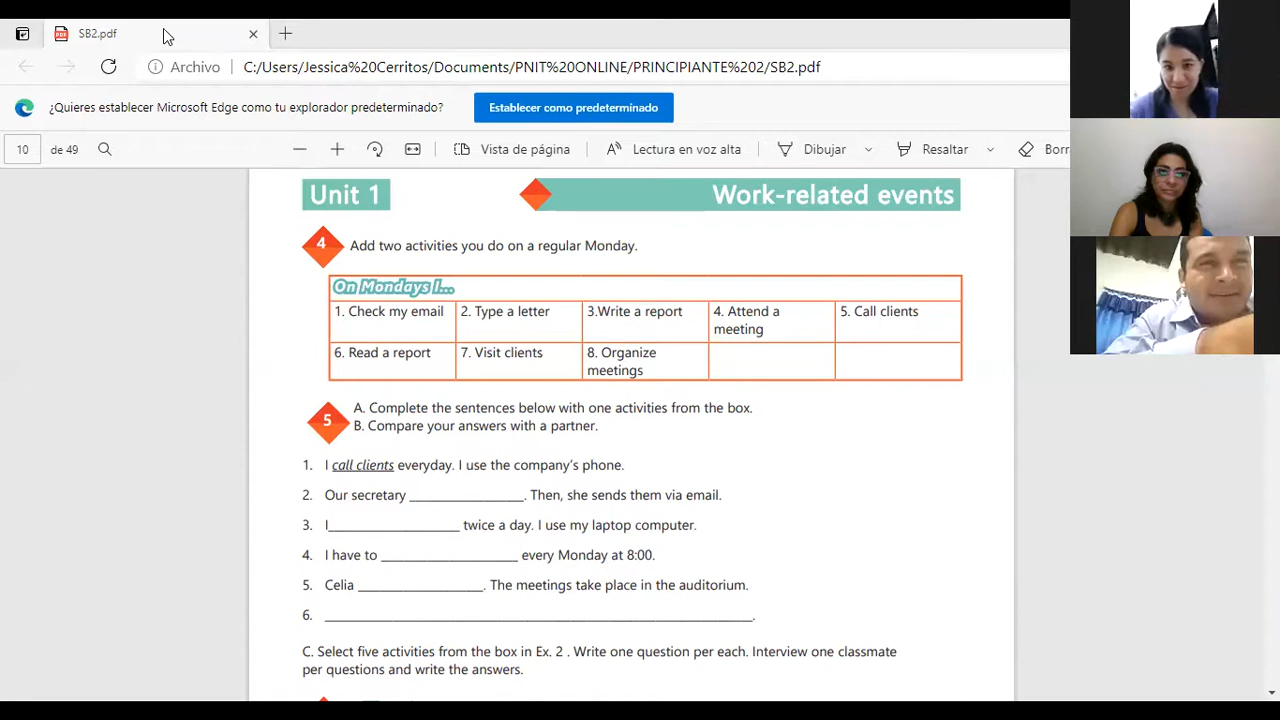 SB2.pdf
Archivo C:/Users/Jessica%20Cerritos/Documents/PNIT%20ONLINE/PRINCIPIANTE%202/SB2.pdf
¿Quieres establecer Microsoft Edge como tu explorador predeterminado? Establecer como predeterminado
10 de 49 Vista de página Lectura en voz alta Dibujar Resaltar Borr
Unit 1 Work-related events
4 Add two activities you do on a regular Monday.
On Mondays I...
1. Check my email 2. Type a letter 3.Write a report 4. Attend a meeting 5. Call clients
6. Read a report 7. Visit clients 8. Organize meetings
5 A. Complete the sentences below with one activities from the box.
B. Compare your answers with a partner.
1. I call clients everyday. I use the company's phone.
2. Our secretary _________________. Then, she sends them via email.
3. I___________________ twice a day. I use my laptop computer.
4. I have to ____________________ every Monday at 8:00.
5. Celia __________________. The meetings take place in the auditorium.
6. ______________________________________________________________.
C. Select five activities from the box in Ex. 2 . Write one question per each. Interview one classmate
per questions and write the answers.